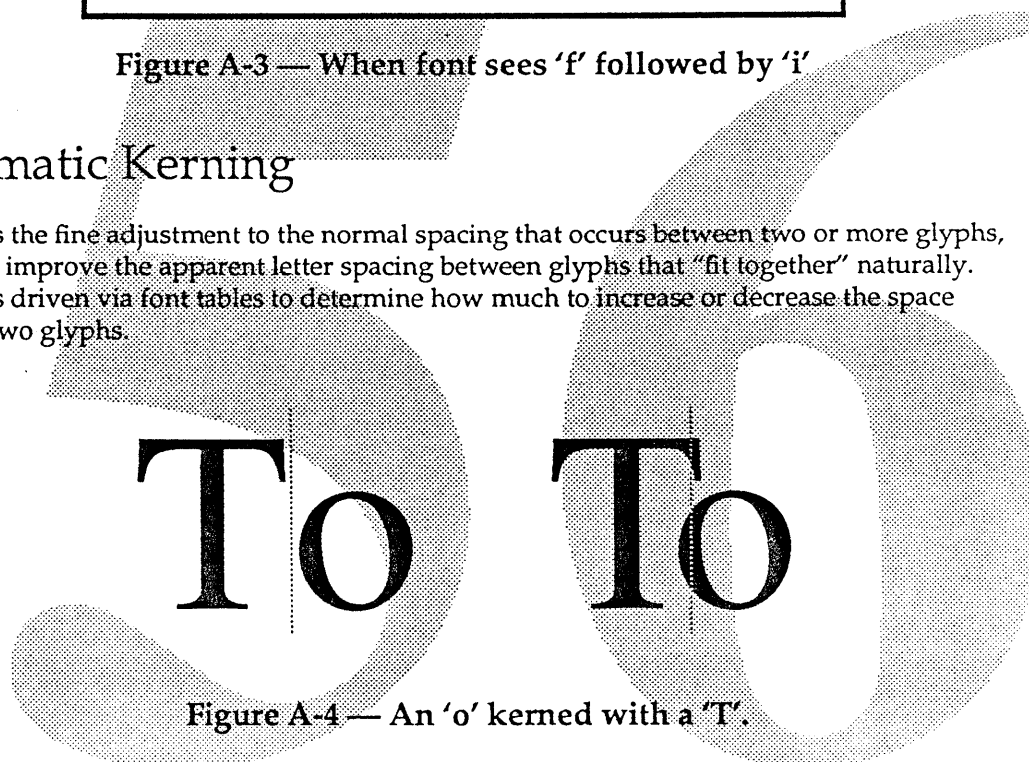 Figure A-3 — When font sees ‘f’ followed by ‘i’
matic Kerning
s the fine adjustment to the normal spacing that occurs between two or more glyphs,
improve the apparent letter spacing between glyphs that “fit together” naturally.
s driven via font tables to determine how much to increase or decrease the space
wo glyphs.
To To
Figure A-4 — An ‘o’ kerned with a ‘T’.
56